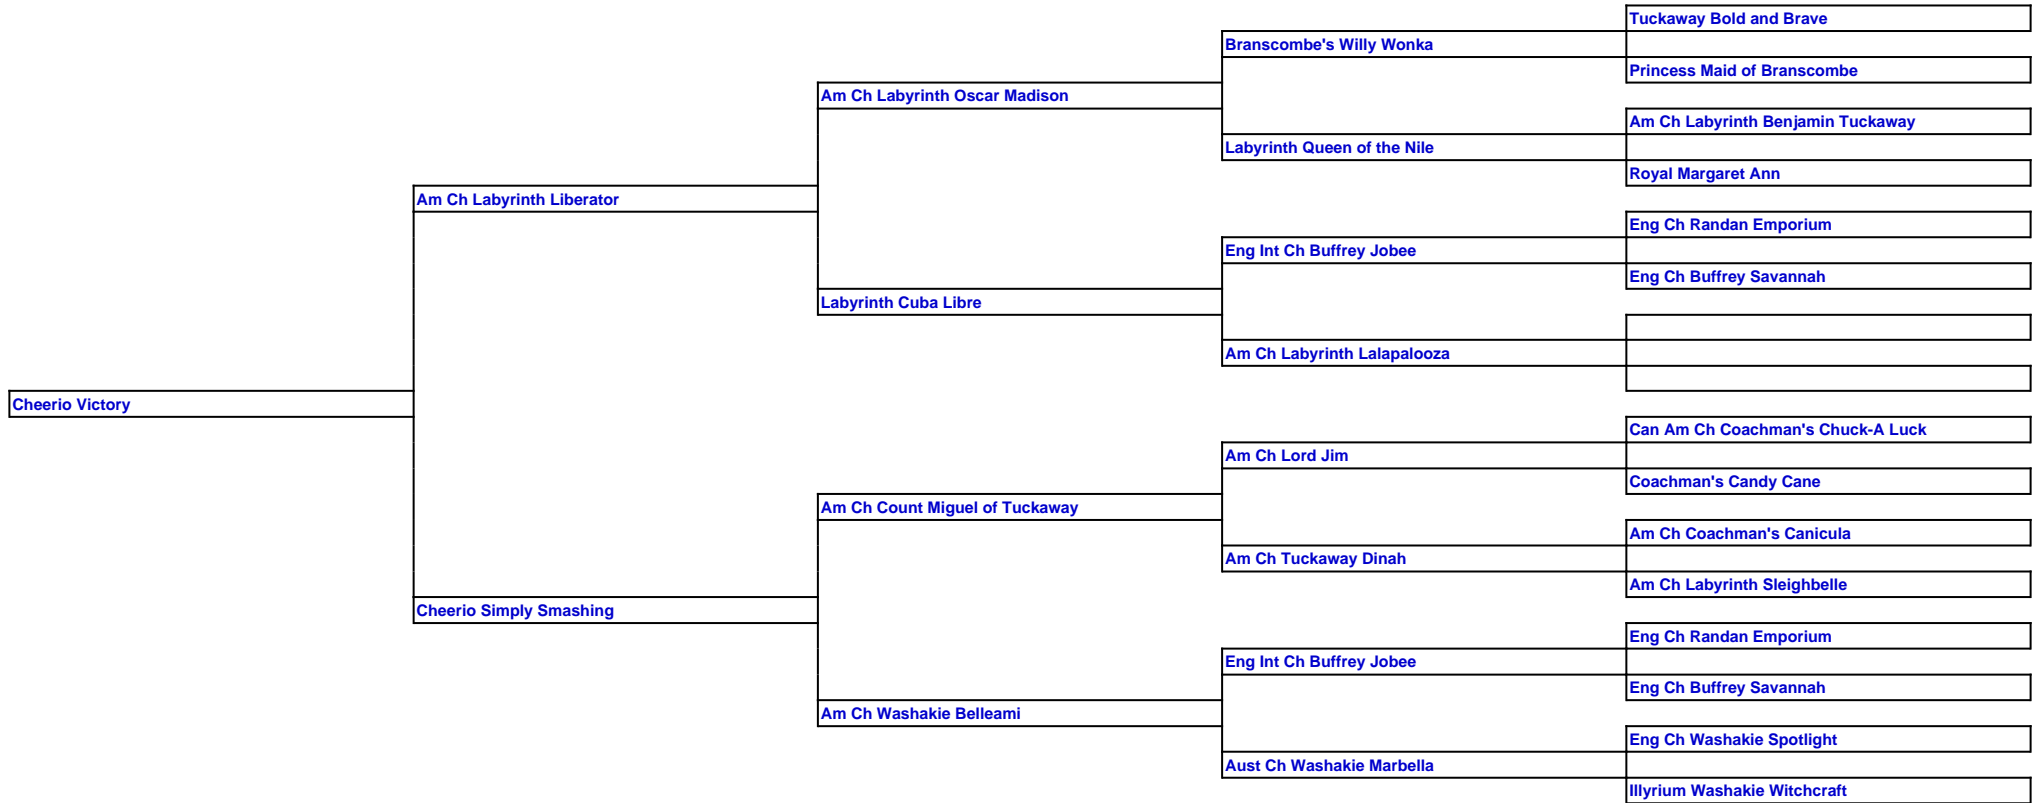 Tuckaway Bold and Brave
Branscombe's Willy Wonka
Princess Maid of Branscombe
Am Ch Labyrinth Oscar Madison
Am Ch Labyrinth Benjamin Tuckaway
Labyrinth Queen of the Nile
Royal Margaret Ann
Am Ch Labyrinth Liberator
Eng Ch Randan Emporium
Eng Int Ch Buffrey Jobee
Eng Ch Buffrey Savannah
Labyrinth Cuba Libre
Am Ch Labyrinth Lalapalooza
Cheerio Victory
Can Am Ch Coachman's Chuck-A Luck
Am Ch Lord Jim
Coachman's Candy Cane
Am Ch Count Miguel of Tuckaway
Am Ch Coachman's Canicula
Am Ch Tuckaway Dinah
Am Ch Labyrinth Sleighbelle
Cheerio Simply Smashing
Eng Ch Randan Emporium
Eng Int Ch Buffrey Jobee
Eng Ch Buffrey Savannah
Am Ch Washakie Belleami
Eng Ch Washakie Spotlight
Aust Ch Washakie Marbella
Illyrium Washakie Witchcraft